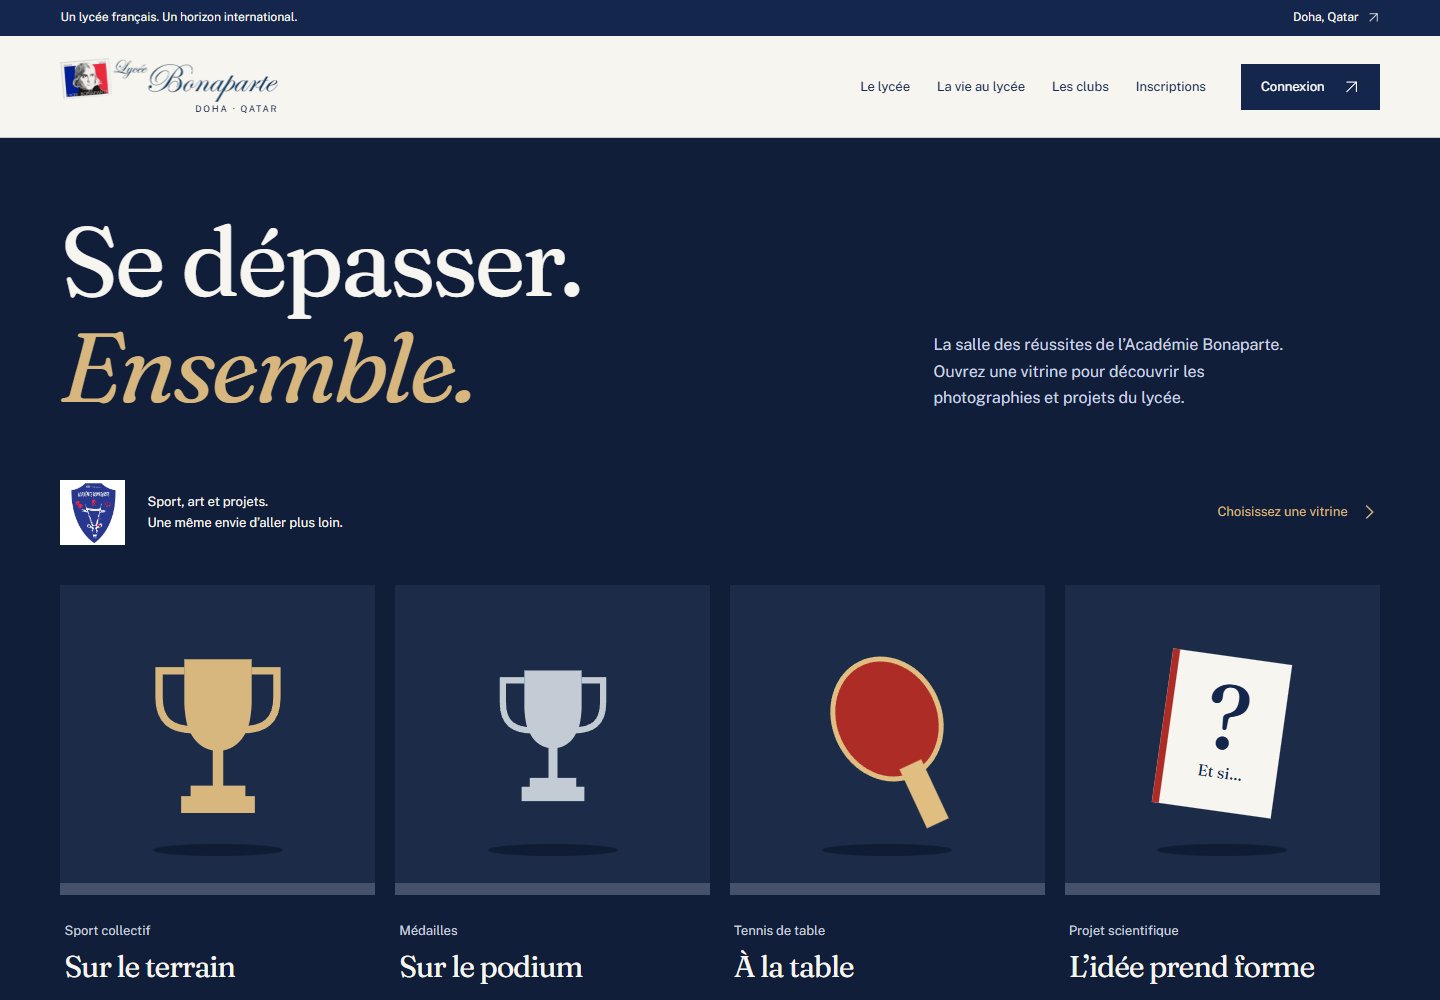 Un lycée français. Un horizon international.
Doha, Qatar
Lycée Bonaparte
DOHA · QATAR
Le lycée
La vie au lycée
Les clubs
Inscriptions
Connexion
Se dépasser.
Ensemble.
La salle des réussites de l’Académie Bonaparte.
Ouvrez une vitrine pour découvrir les
photographies et projets du lycée.
Sport, art et projets.
Une même envie d’aller plus loin.
Choisissez une vitrine
?
Et si…
Sport collectif
Sur le terrain
Médailles
Sur le podium
Tennis de table
À la table
Projet scientifique
L’idée prend forme